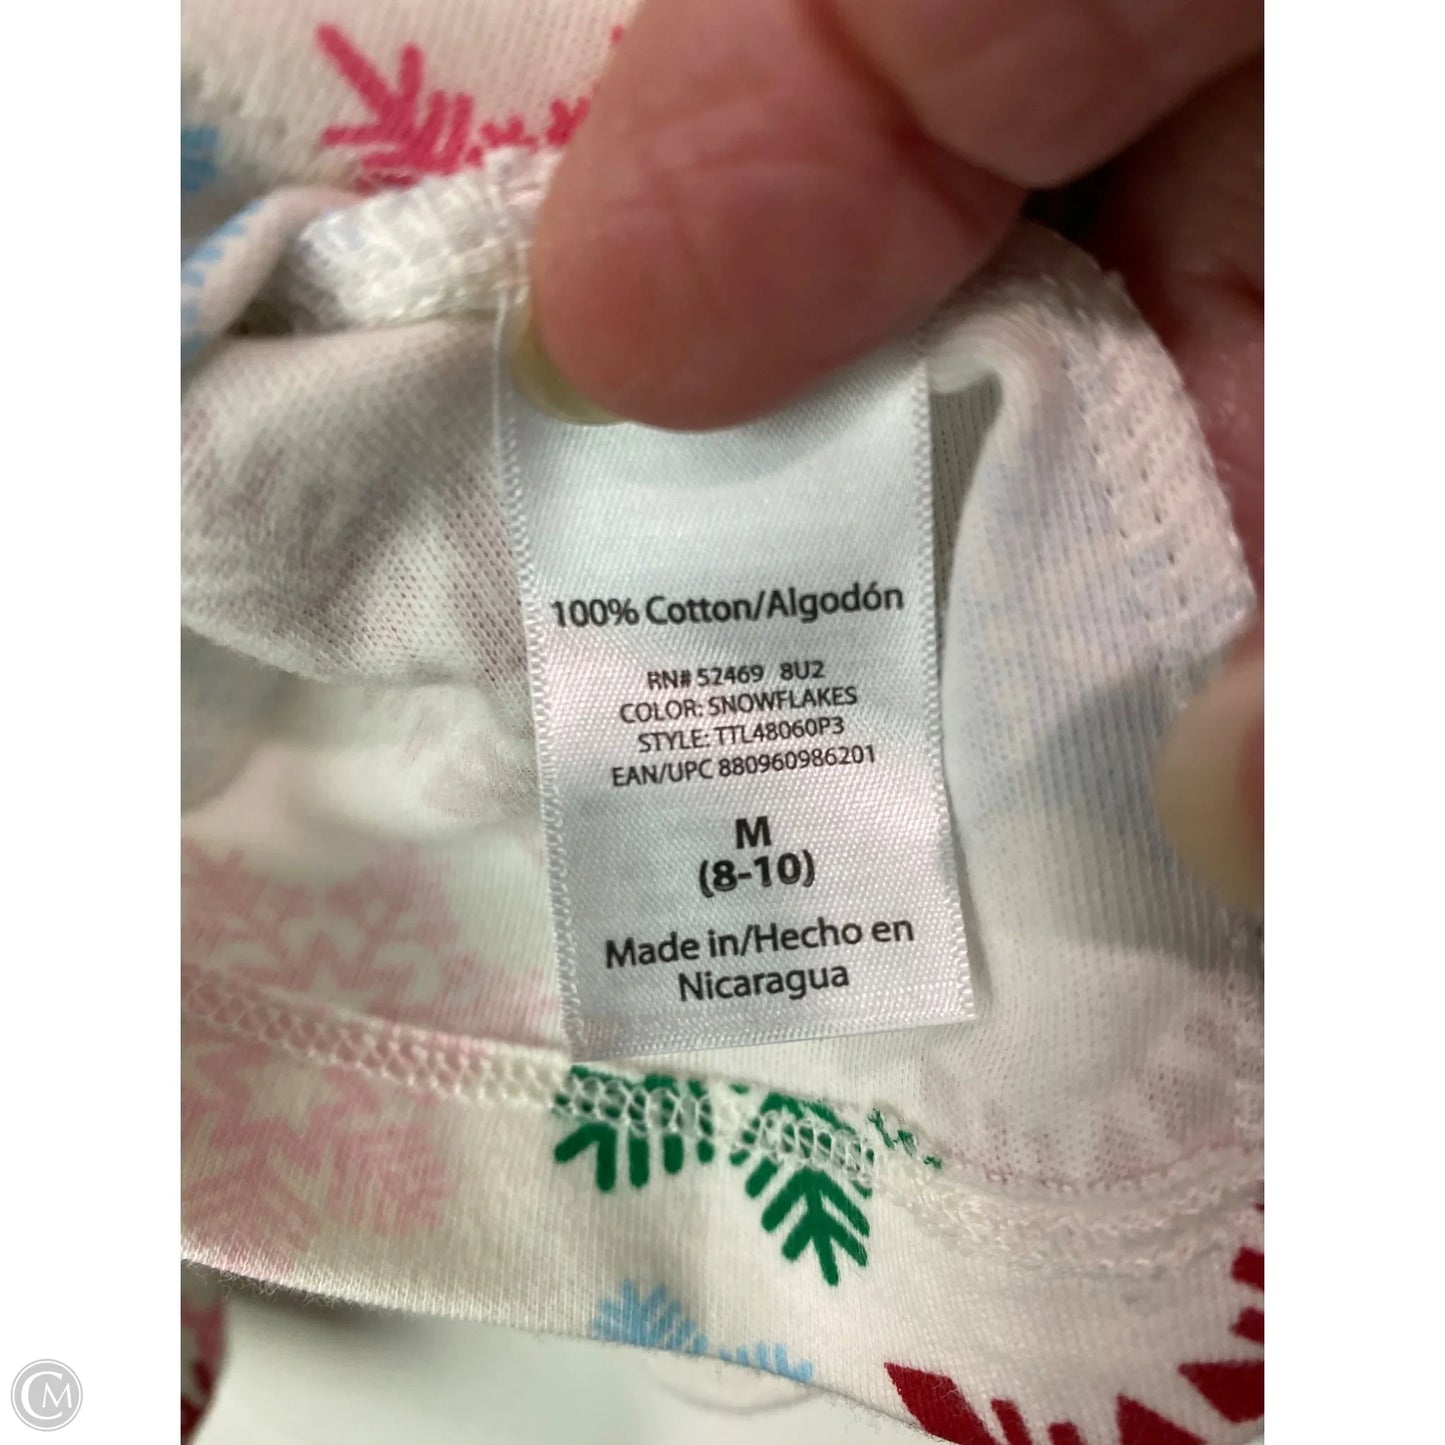 100% Cotton/Algodón
RN# 52469 8U2
COLOR: SNOWFLAKES
STYLE: TTL48060P3
EAN/UPC 880960986201
M
(8-10)
Made in/Hecho en
Nicaragua
CM